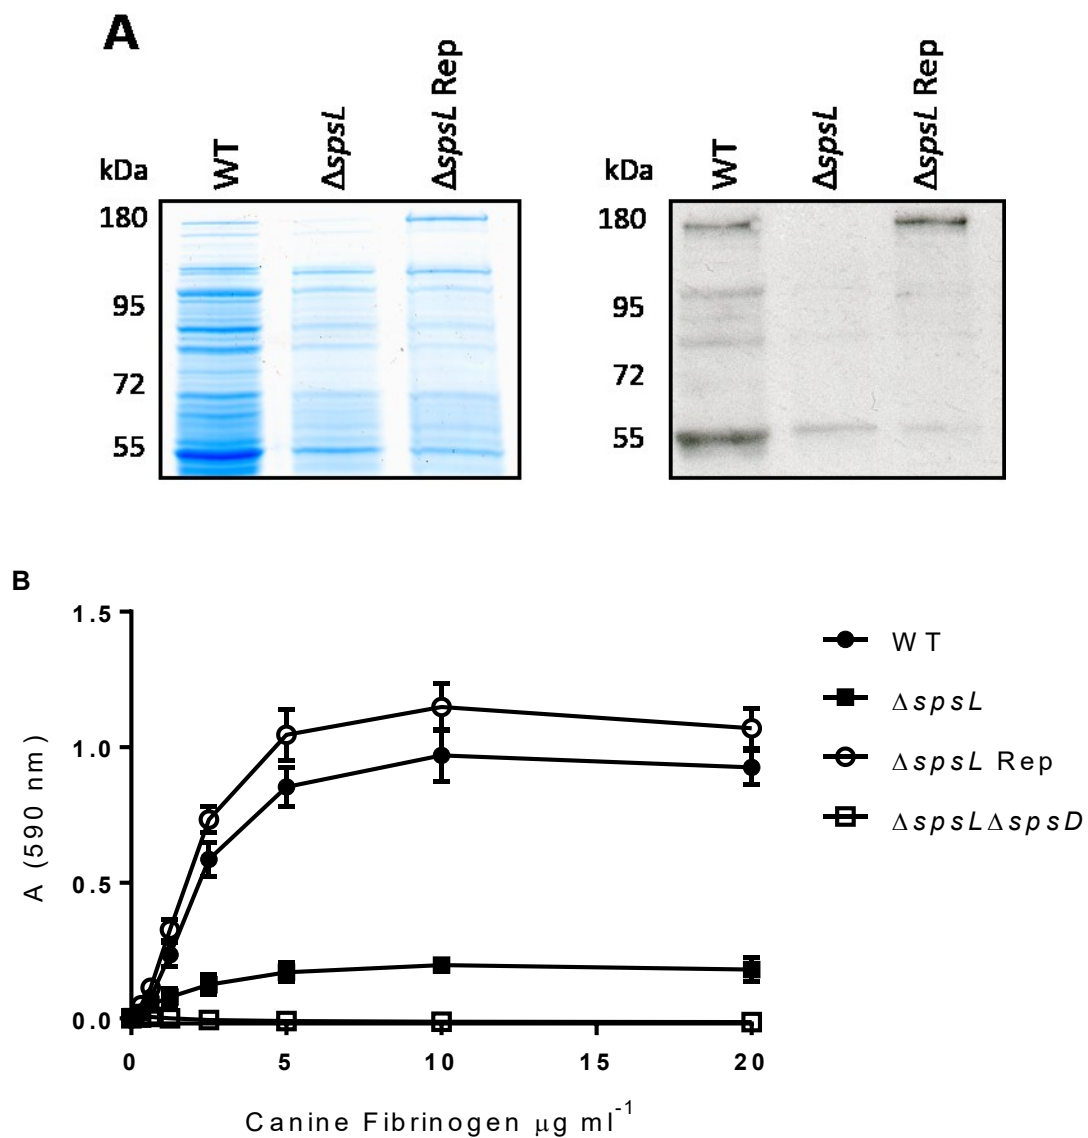 A
kDa WT ΔspsL ΔspsL Rep
180
95
72
55
kDa WT ΔspsL ΔspsL Rep
180
95
72
55
B
1.5
1.0
0.5
0.0
A (590 nm)
0 5 10 15 20
Canine Fibrinogen μg ml⁻¹
WT
ΔspsL
ΔspsL Rep
ΔspsLΔspsD